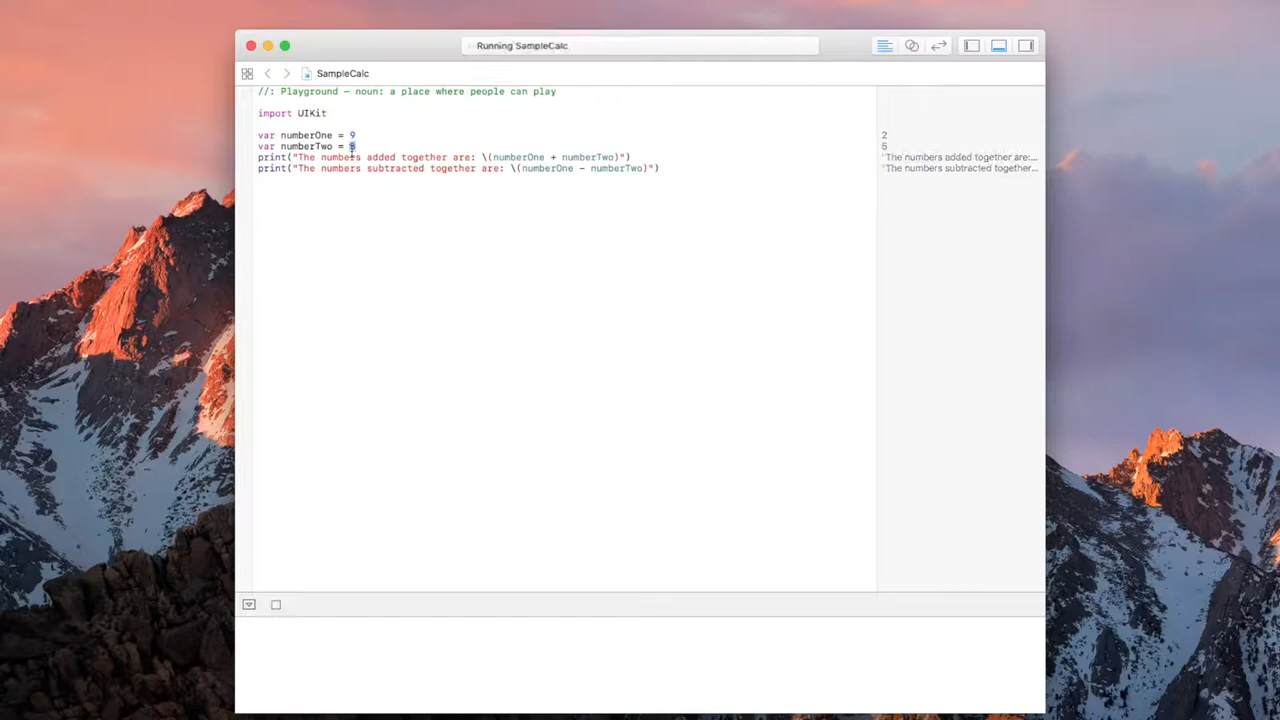 Running SampleCalc
SampleCalc
//: Playground – noun: a place where people can play
import UIKit
var numberOne = 9
2
var numberTwo =
5
print("The numbers added together are: \(numberOne + numberTwo)")
"The numbers added together are:...
print("The numbers subtracted together are: \(numberOne - numberTwo)")
"The numbers subtracted together...